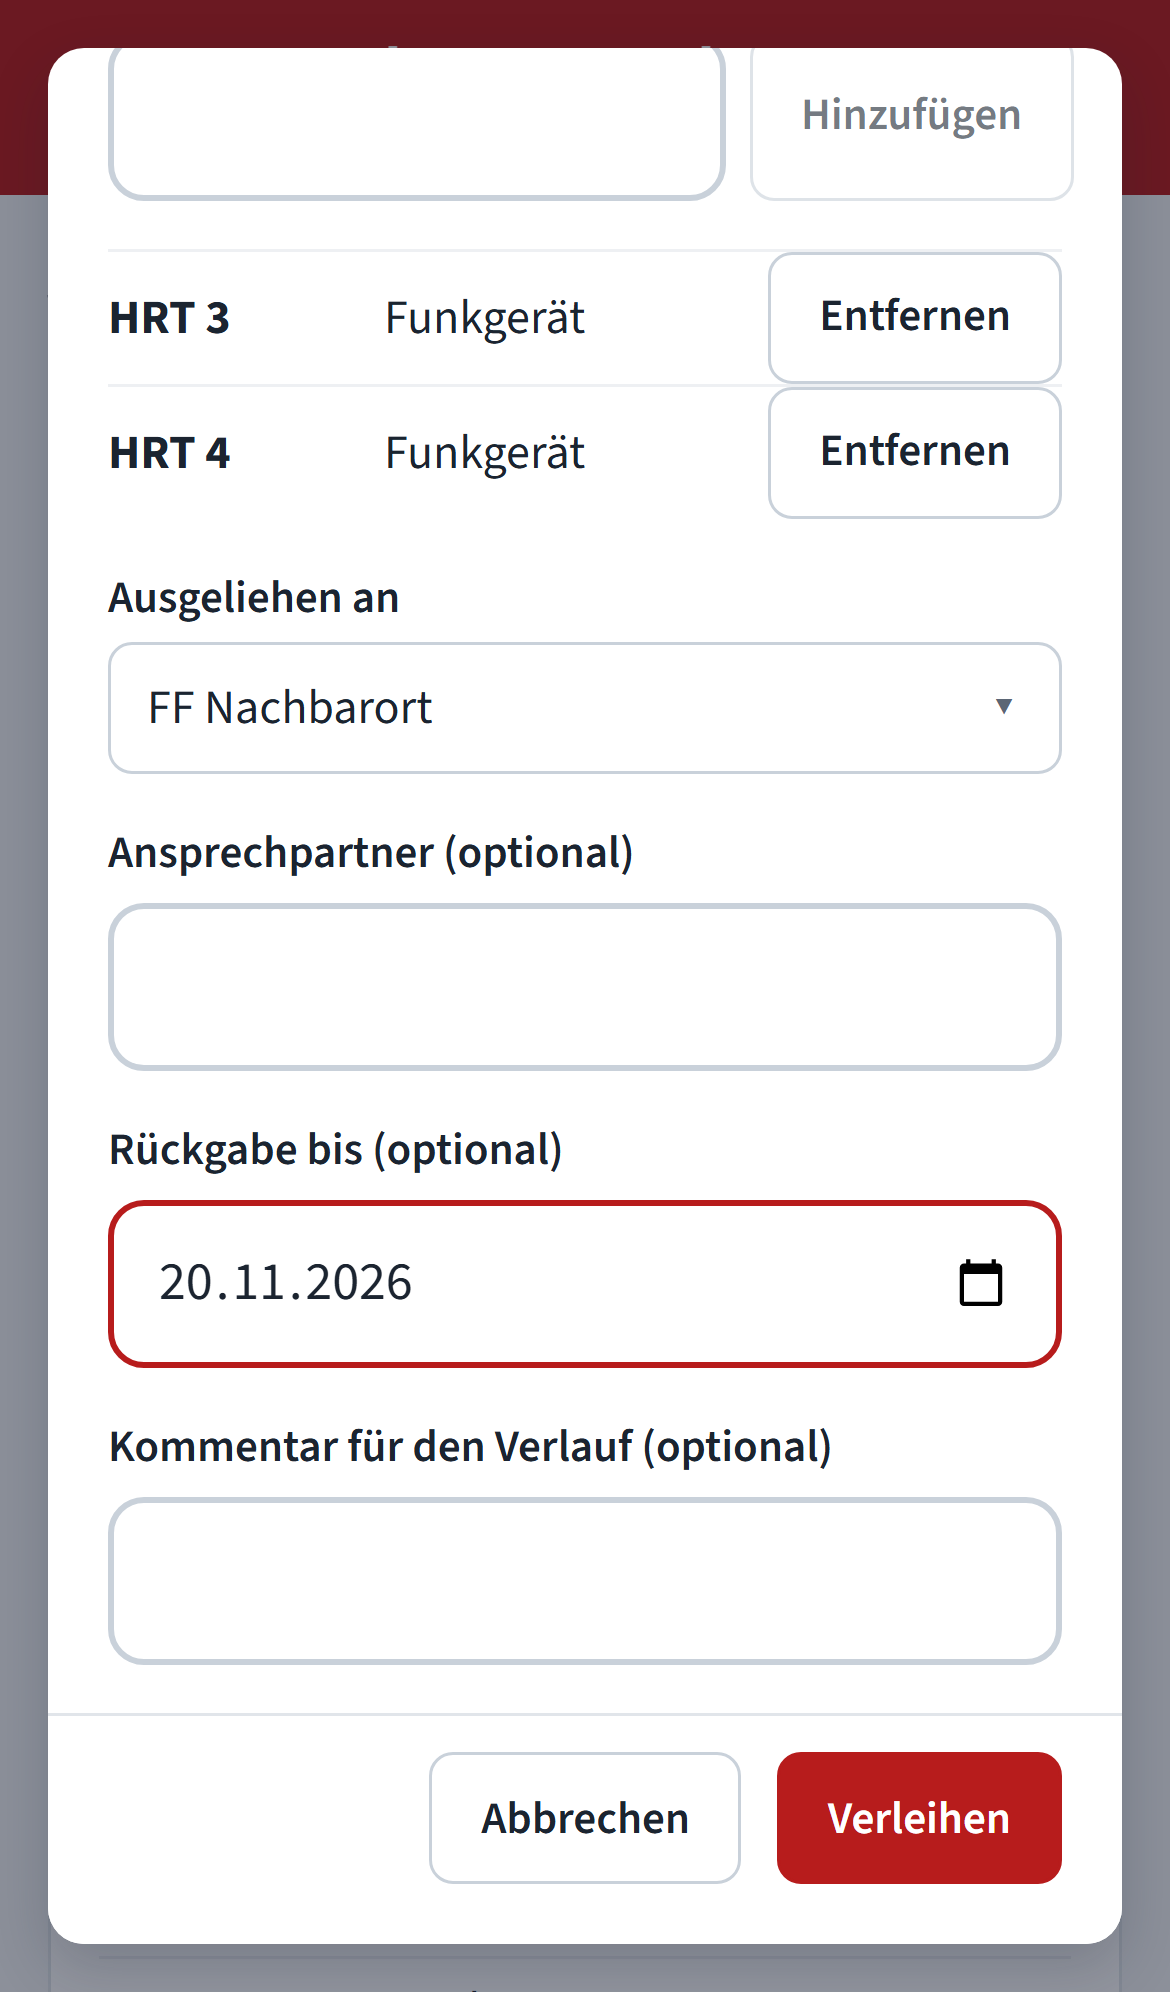 Hinzufügen
HRT 3 Funkgerät Entfernen
HRT 4 Funkgerät Entfernen
Ausgeliehen an
FF Nachbarort
Ansprechpartner (optional)
Rückgabe bis (optional)
20.11.2026
Kommentar für den Verlauf (optional)
Abbrechen Verleihen